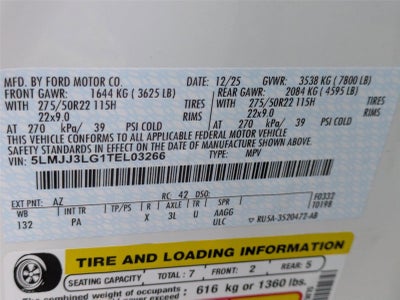 MFD. BY FORD MOTOR CO. 12/25 GVWR: 3538 KG (7800 LB)
FRONT GAWR: 1644 KG (3625 LB) REAR GAWR: 2084 KG (4595 LB)
WITH 275/50R22 115H TIRES WITH 275/50R22 115H TIRES
22x9.0 RIMS 22x9.0 RIMS
AT 270 kPa/ 39 PSI COLD AT 270 kPa/ 39 PSI COLD
THIS VEHICLE CONFORMS TO ALL APPLICABLE FEDERAL MOTOR VEHICLE
SAFETY STANDARDS IN EFFECT ON THE DATE OF MANUFACTURE SHOWN ABOVE.
VIN: 5LMJJ3LG1TEL03266 TYPE: MPV
EXT PNT: AZ RC: 42 DSO: F0332
WB INT TR TP/PS R AXLE TR SPR 10198
132 PA 3L U AAGG
ULC RU5A-3520472-AB
TIRE AND LOADING INFORMATION
SEATING CAPACITY TOTAL: 7 FRONT: 2 REAR: 5
The combined weight of occupants 616 kg or 1360 lbs.